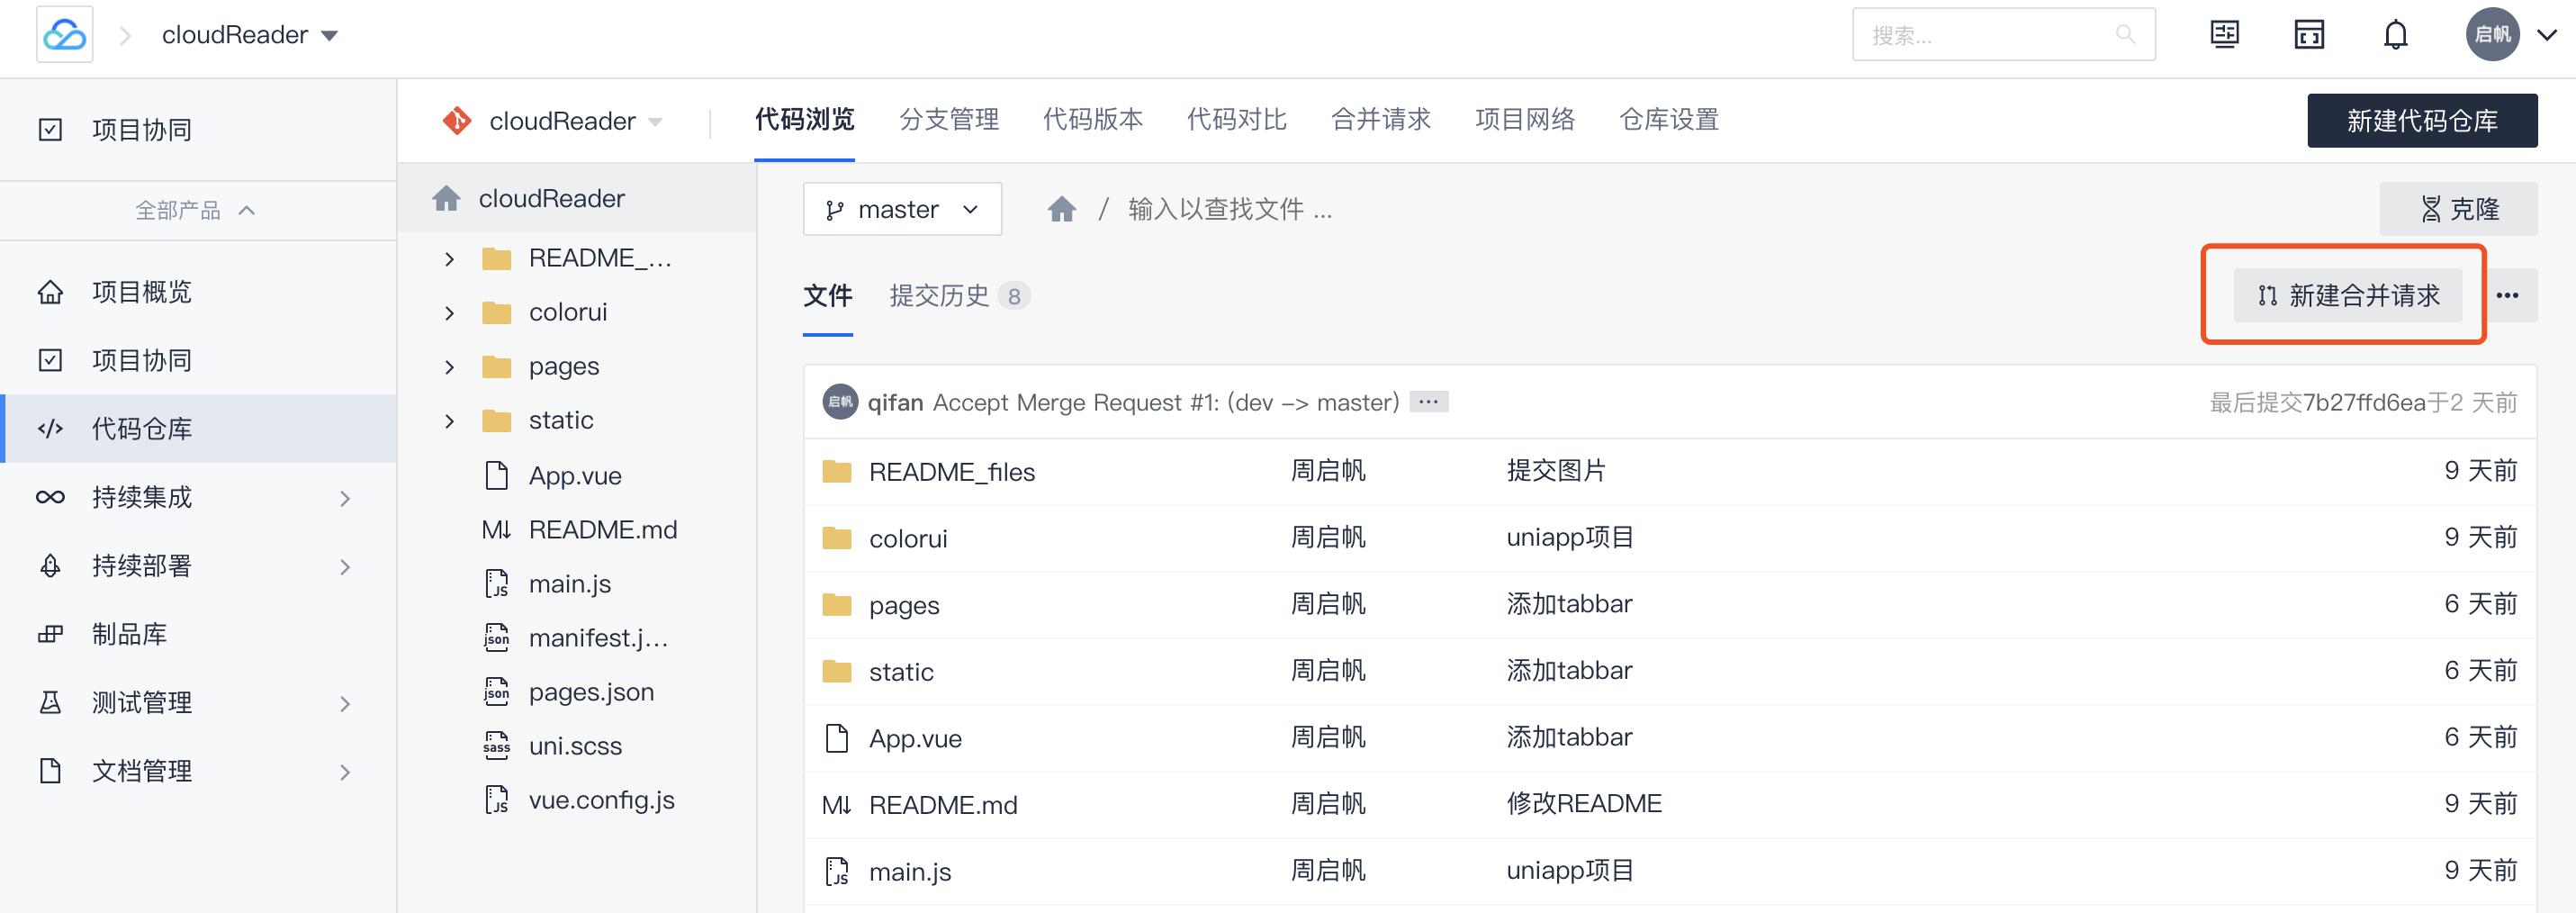 cloudReader
搜索...
启帆
项目协同
全部产品
项目概览
项目协同
代码仓库
持续集成
持续部署
制品库
测试管理
文档管理
cloudReader
代码浏览 分支管理 代码版本 代码对比 合并请求 项目网络 仓库设置
新建代码仓库
cloudReader
README_...
colorui
pages
static
App.vue
M↓ README.md
JS main.js
json manifest.j...
json pages.json
sass uni.scss
JS vue.config.js
master
/ 输入以查找文件 ...
克隆
文件 提交历史 8
新建合并请求 ...
启帆 qifan Accept Merge Request #1: (dev -> master) ... 最后提交7b27ffd6ea于2 天前
README_files 周启帆 提交图片 9 天前
colorui 周启帆 uniapp项目 9 天前
pages 周启帆 添加tabbar 6 天前
static 周启帆 添加tabbar 6 天前
App.vue 周启帆 添加tabbar 6 天前
M↓ README.md 周启帆 修改README 9 天前
JS main.js 周启帆 uniapp项目 9 天前